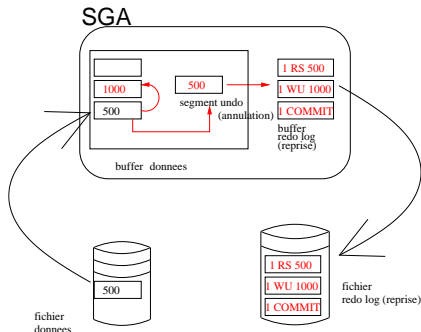 SGA
1000
500
500
segment undo
(annulation)
1 RS 500
1 WU 1000
1 COMMIT
buffer
redo log
(reprise)
buffer donnees
500
fichier
donnees
1 RS 500
1 WU 1000
1 COMMIT
fichier
redo log (reprise)